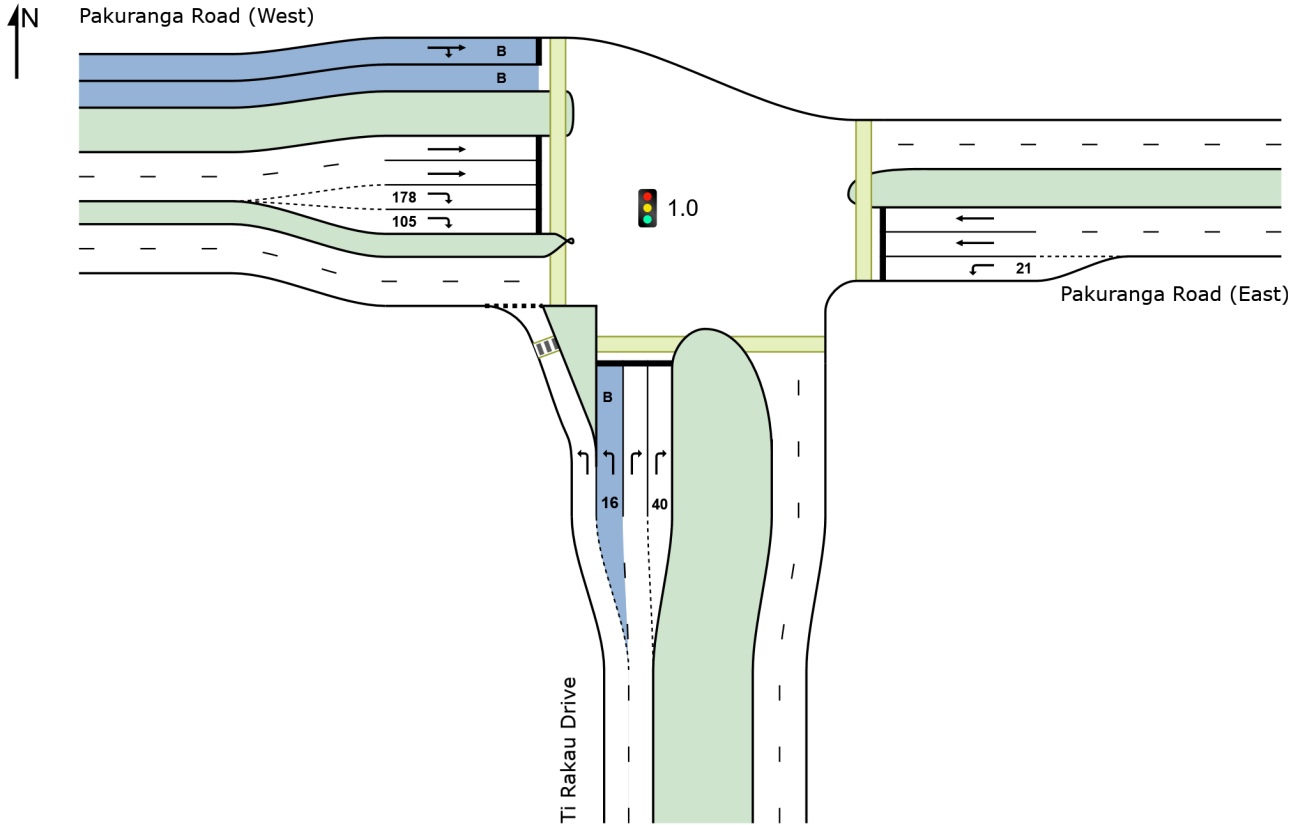 N
Pakuranga Road (West)
B
B
178
105
1.0
21
Pakuranga Road (East)
B
16
40
Ti Rakau Drive